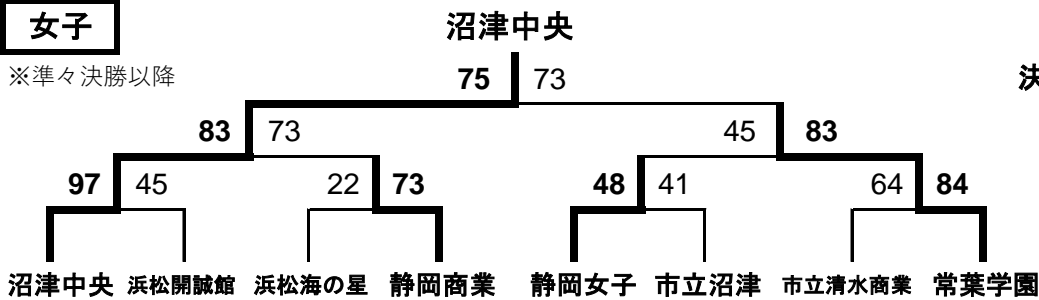 女子
沼津中央
※準々決勝以降
75 73
決
83 73 45 83
97 45 22 73 48 41 64 84
沼津中央 浜松開誠館 浜松海の星 静岡商業 静岡女子 市立沼津 市立清水商業 常葉学園